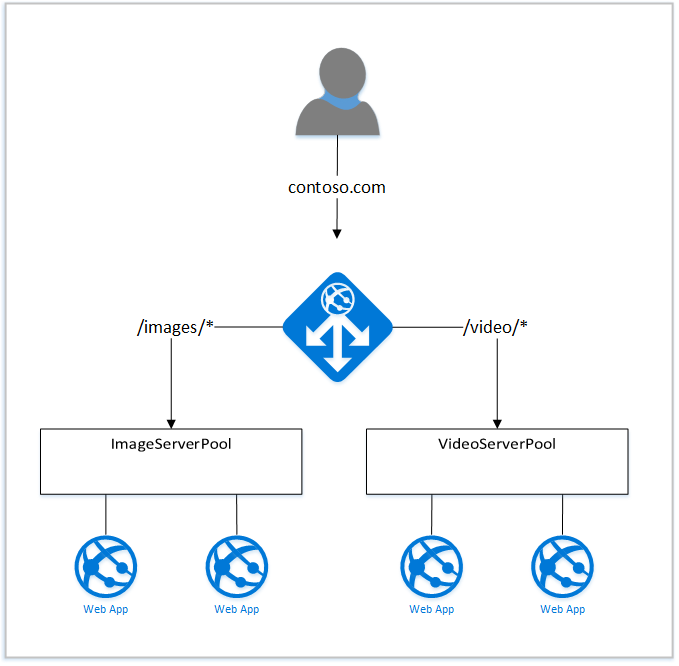 contoso.com
/images/*
/video/*
ImageServerPool
VideoServerPool
Web App
Web App
Web App
Web App